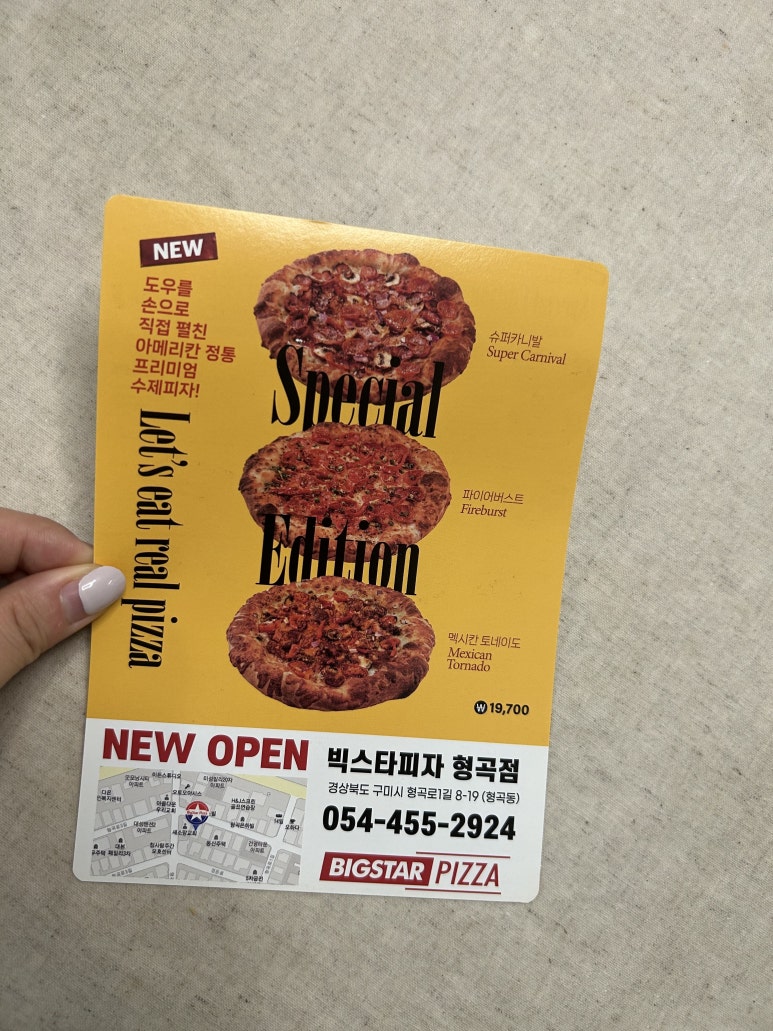 NEW
도우를
손으로
직접 펼친
아메리칸 정통
프리미엄
수제피자!
Let's eat real pizza
Special
Edition
슈퍼카니발
Super Carnival
파이어버스트
Fireburst
멕시칸 토네이도
Mexican
Tornado
₩ 19,700
NEW OPEN
빅스타피자 형곡점
경상북도 구미시 형곡로1길 8-19 (형곡동)
054-455-2924
BIGSTAR PIZZA